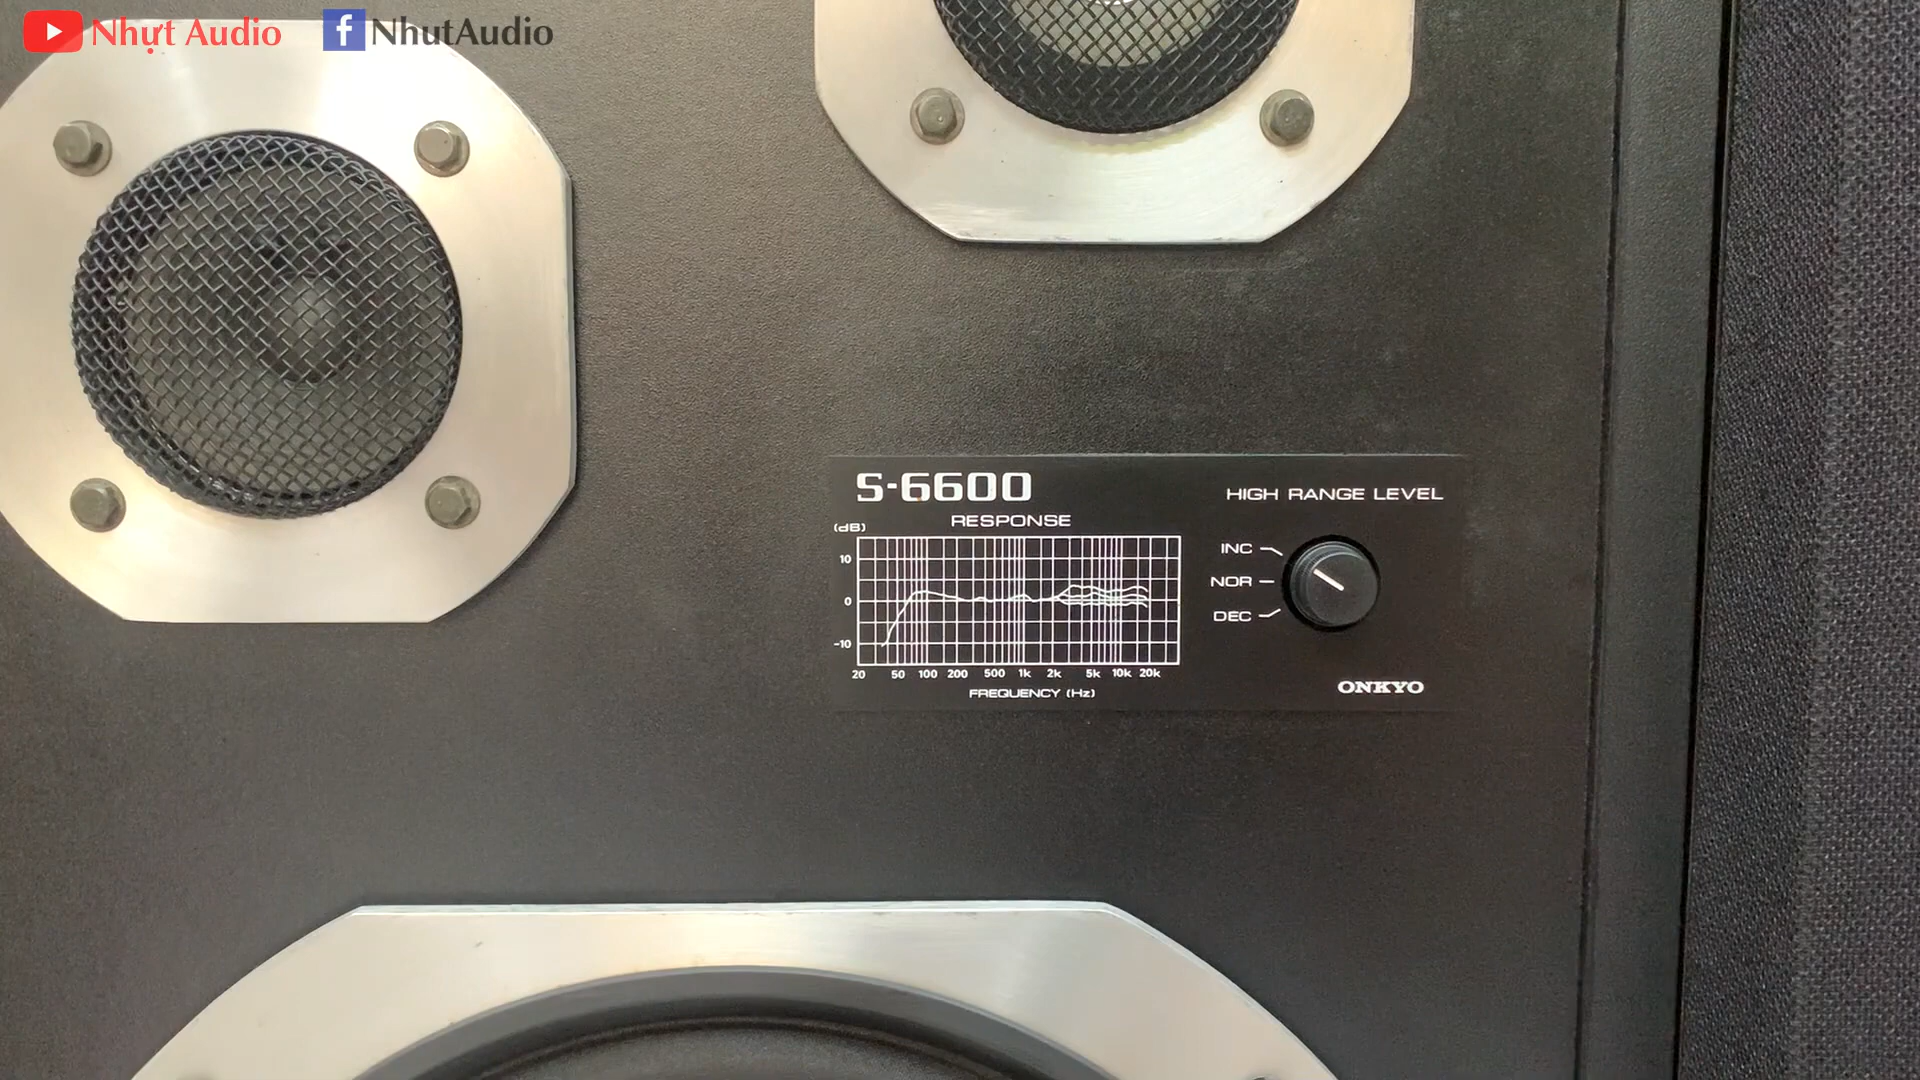 Nhựt Audio
f NhutAudio
S-6600
HIGH RANGE LEVEL
RESPONSE
(dB)
10
0
-10
20 50 100 200 500 1k 2k 5k 10k 20k
FREQUENCY (Hz)
INC
NOR
DEC
ONKYO